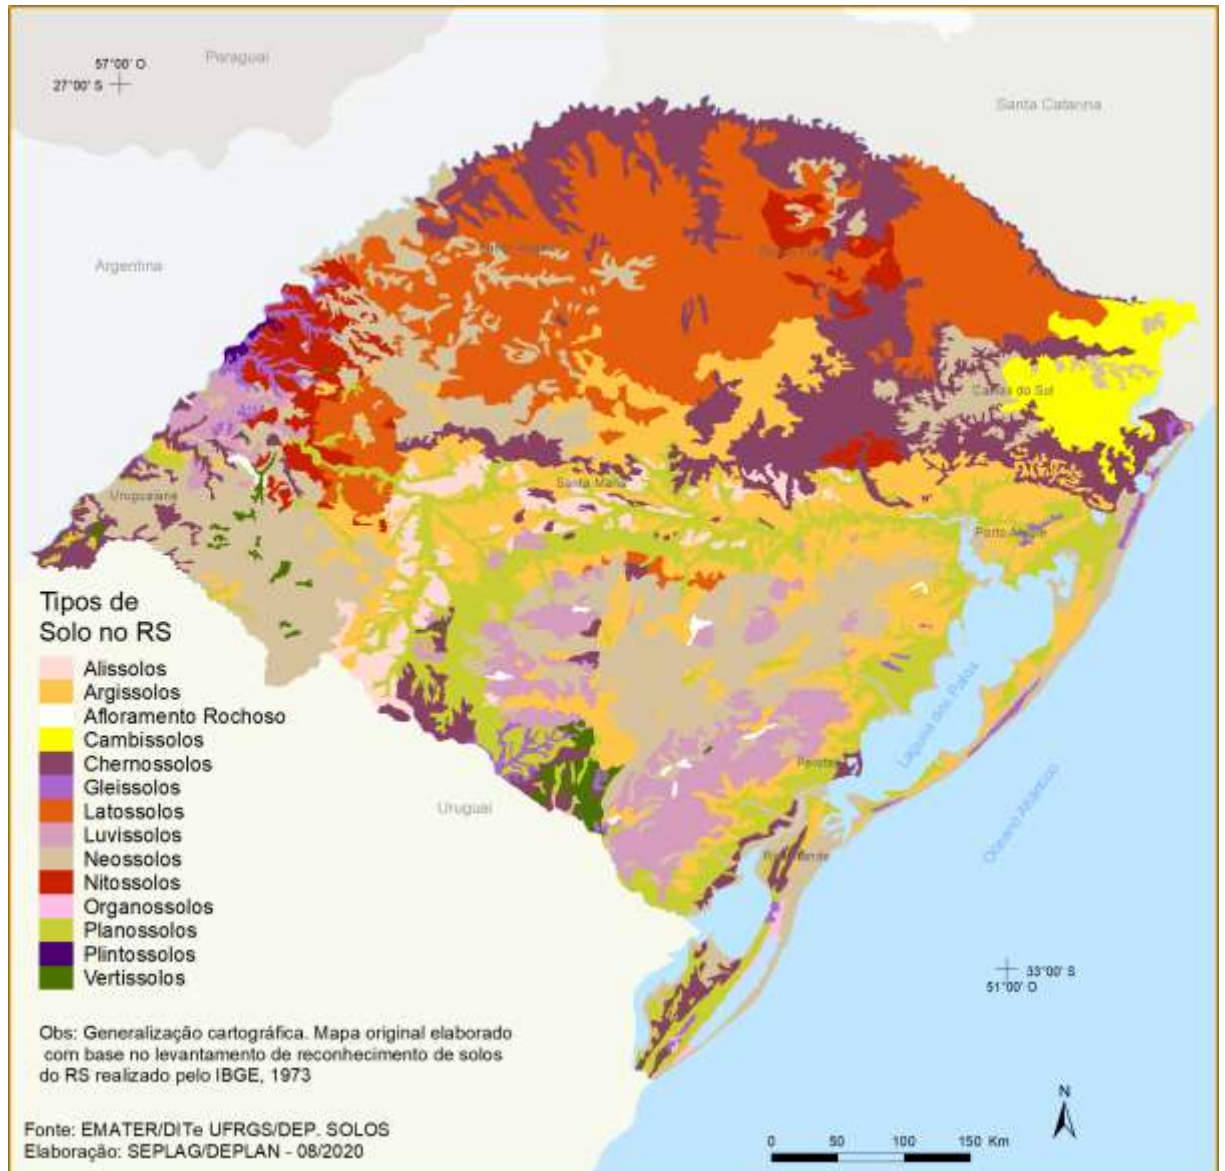 57°00' O
27°00' S
Paraguai
Santa Catarina
Argentina
Caxias do Sul
Santa Maria
Uruguaiana
Porto Alegre
Tipos de
Solo no RS
Alissolos
Argissolos
Afloramento Rochoso
Cambissolos
Chernossolos
Gleissolos
Latossolos
Luvissolos
Neossolos
Nitossolos
Organossolos
Planossolos
Plintossolos
Vertissolos
Laguna dos Patos
Pelotas
Uruguai
Oceano Atlântico
Rio Grande
33°00' S
51°00' O
Obs: Generalização cartográfica. Mapa original elaborado
com base no levantamento de reconhecimento de solos
do RS realizado pelo IBGE, 1973
N
Fonte: EMATER/DITe UFRGS/DEP. SOLOS
Elaboração: SEPLAG/DEPLAN - 08/2020
0 50 100 150 Km